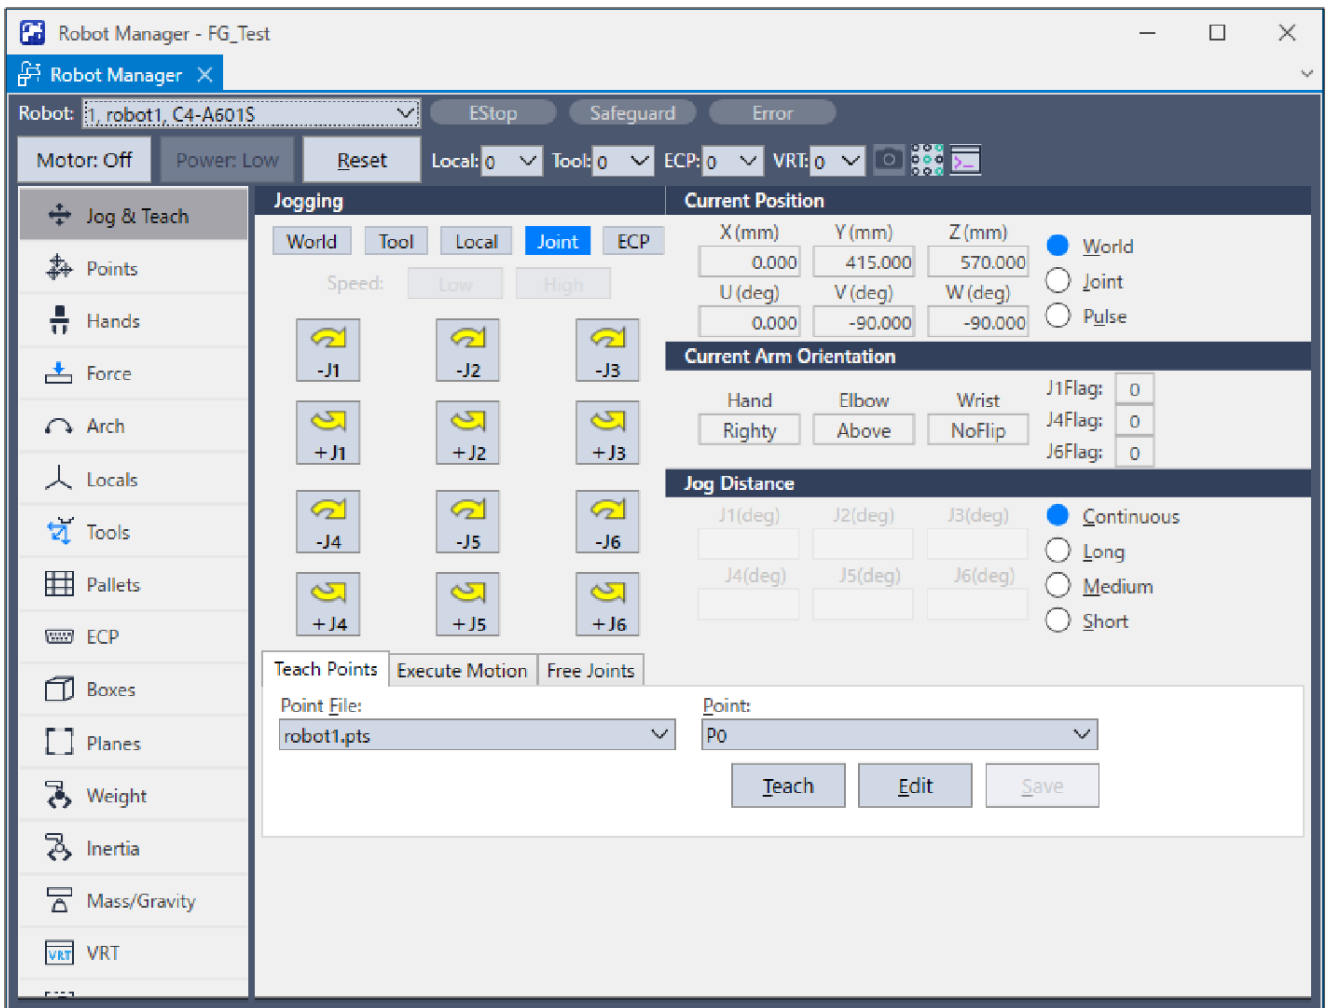 Robot Manager - FG_Test
Robot Manager
Robot: 1, robot1, C4-A601S EStop Safeguard Error
Motor: Off Power: Low Reset Local: 0 Tool: 0 ECP: 0 VRT: 0
Jog & Teach
Points
Hands
Force
Arch
Locals
Tools
Pallets
ECP
Boxes
Planes
Weight
Inertia
Mass/Gravity
VRT VRT
Jogging
World Tool Local Joint ECP
Speed: Low High
-J1 -J2 -J3
+J1 +J2 +J3
-J4 -J5 -J6
+J4 +J5 +J6
Current Position
X (mm) Y (mm) Z (mm)
0.000 415.000 570.000
U (deg) V (deg) W (deg)
0.000 -90.000 -90.000
World
Joint
Pulse
Current Arm Orientation
Hand Elbow Wrist
Righty Above NoFlip
J1Flag: 0
J4Flag: 0
J6Flag: 0
Jog Distance
J1(deg) J2(deg) J3(deg)
J4(deg) J5(deg) J6(deg)
Continuous
Long
Medium
Short
Teach Points Execute Motion Free Joints
Point File: Point:
robot1.pts P0
Teach Edit Save